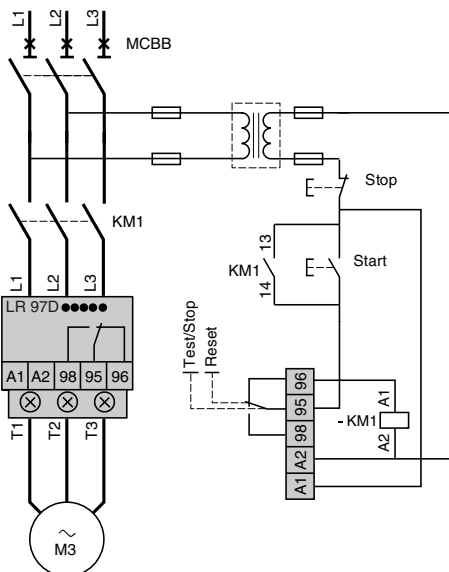 L1 L2 L3
MCBB
Stop
KM1
L1 L2 L3
13
KM1
14
Start
LR 97D
Test/Stop
Reset
A1 A2 98 95 96
T1 T2 T3
96
95
98
A2
A1
A1
- KM1
A2
~
M3